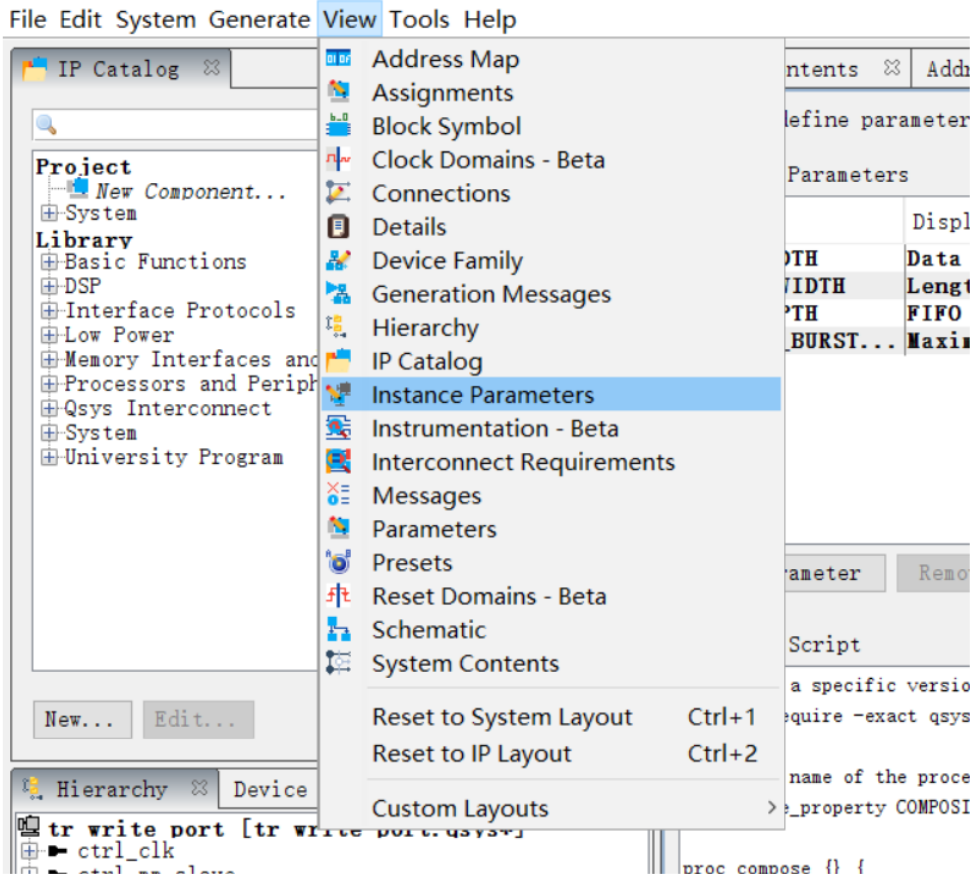 File Edit System Generate View Tools Help
IP Catalog
Project
New Component...
System
Library
Basic Functions
DSP
Interface Protocols
Low Power
Memory Interfaces and
Processors and Periph
Qsys Interconnect
System
University Program
New... Edit...
Hierarchy Device
tr write port [tr write port.qsys*]
ctrl_clk
Address Map
Assignments
Block Symbol
Clock Domains - Beta
Connections
Details
Device Family
Generation Messages
Hierarchy
IP Catalog
Instance Parameters
Instrumentation - Beta
Interconnect Requirements
Messages
Parameters
Presets
Reset Domains - Beta
Schematic
System Contents
Reset to System Layout Ctrl+1
Reset to IP Layout Ctrl+2
Custom Layouts
ntents Addr
efine parameter
Parameters
Displ
DTH Data
WIDTH Lengt
PTH FIFO
_BURST... Maxim
ameter Remo
Script
a specific versio
equire -exact qsys
name of the proce
e_property COMPOSI
proc compose {} {